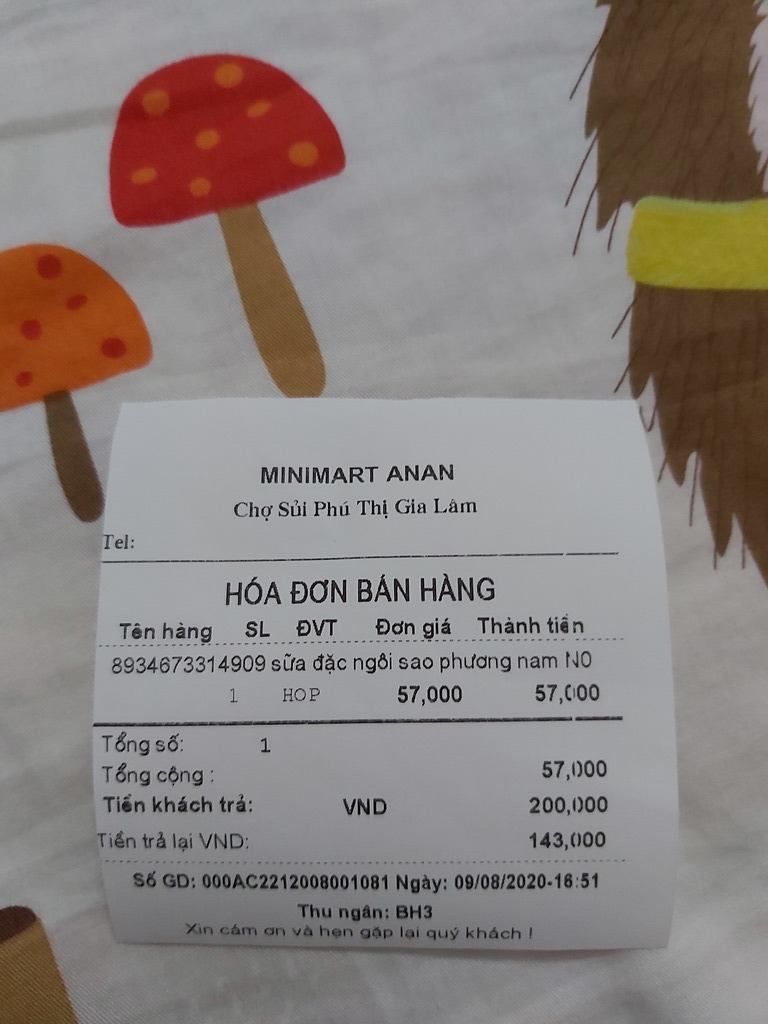 MINIMART ANAN
Chợ Sủi Phú Thị Gia Lâm
Tel:
HÓA ĐƠN BÁN HÀNG
Tên hàng SL ĐVT Đơn giá Thành tiền
8934673314909 sữa đặc ngôi sao phương nam N0
1 HOP 57,000 57,000
Tổng số: 1
Tổng cộng : 57,000
Tiền khách trả: VND 200,000
Tiền trả lại VND: 143,000
Số GD: 000AC2212008001081 Ngày: 09/08/2020-16:51
Thu ngân: BH3
Xin cảm ơn và hẹn gặp lại quý khách !